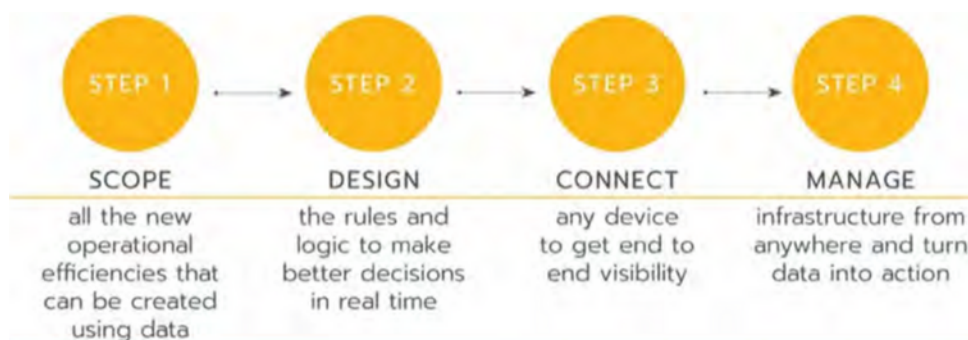 STEP 1
STEP 2
STEP 3
STEP 4
SCOPE
all the new
operational
efficiencies that
can be created
using data
DESIGN
the rules and
logic to make
better decisions
in real time
CONNECT
any device
to get end to
end visibility
MANAGE
infrastructure from
anywhere and turn
data into action